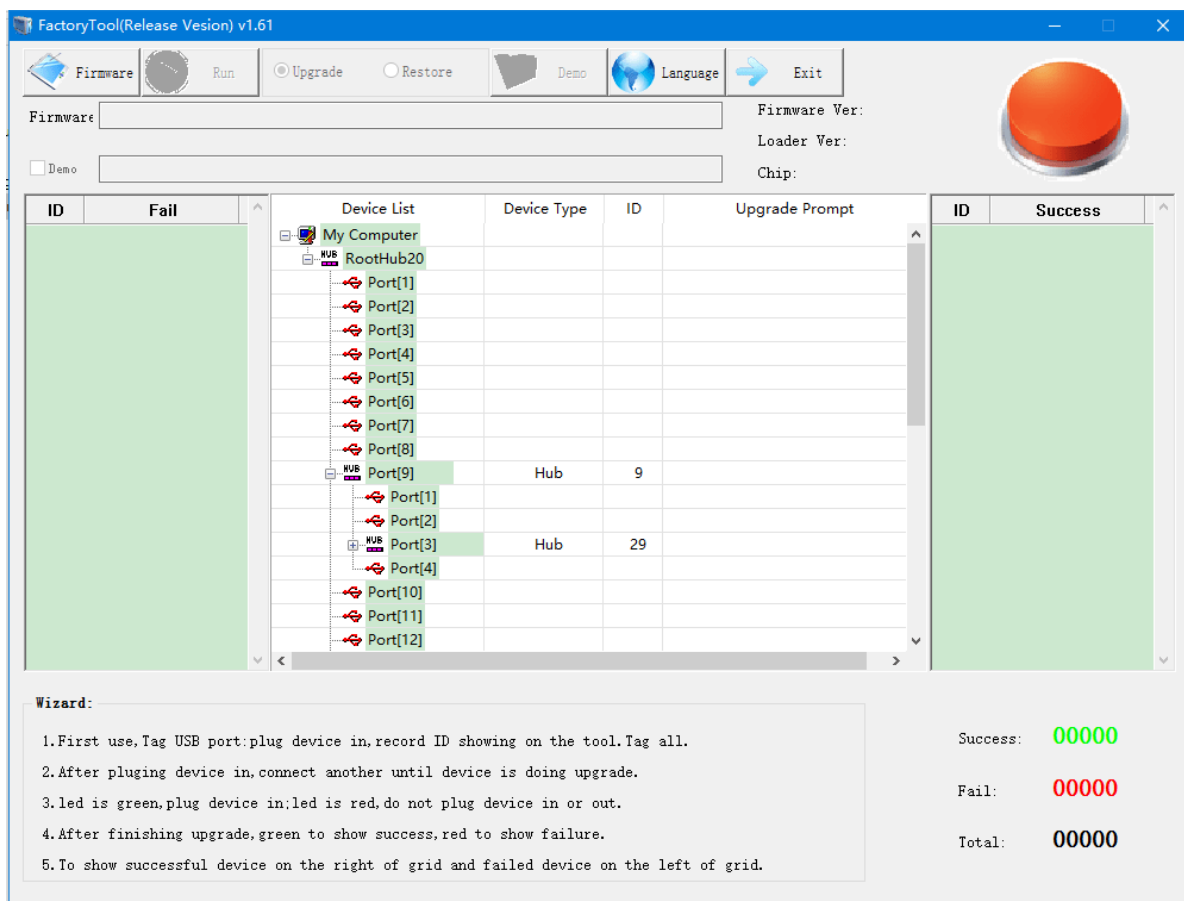 FactoryTool(Release Vesion) v1.61
Firmware Run Upgrade Restore Demo Language Exit
Firmware
Firmware Ver:
Loader Ver:
Demo
Chip:
ID Fail
Device List Device Type ID Upgrade Prompt
ID Success
My Computer
HUB RootHub20
Port[1]
Port[2]
Port[3]
Port[4]
Port[5]
Port[6]
Port[7]
Port[8]
HUB Port[9] Hub 9
Port[1]
Port[2]
HUB Port[3] Hub 29
Port[4]
Port[10]
Port[11]
Port[12]
Wizard:
1.First use,Tag USB port:plug device in,record ID showing on the tool.Tag all.
2.After pluging device in,connect another until device is doing upgrade.
3.led is green,plug device in;led is red,do not plug device in or out.
4.After finishing upgrade,green to show success,red to show failure.
5.To show successful device on the right of grid and failed device on the left of grid.
Success: 00000
Fail: 00000
Total: 00000